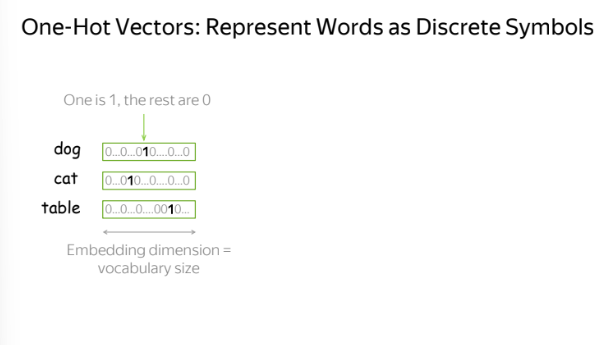 One-Hot Vectors: Represent Words as Discrete Symbols
One is 1, the rest are 0
dog 0...0...010....0...0
cat 0...010...0....0...0
table 0...0...0....0010...
Embedding dimension =
vocabulary size